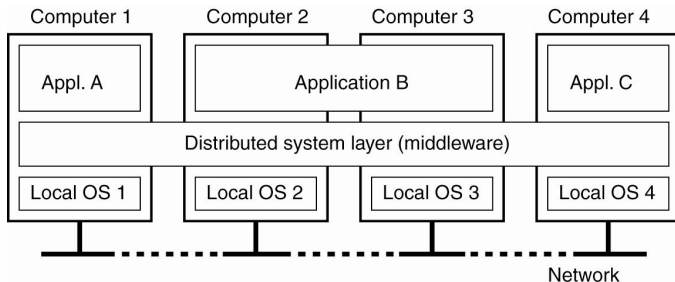 Computer 1 Computer 2 Computer 3 Computer 4
Appl. A Application B Appl. C
Distributed system layer (middleware)
Local OS 1 Local OS 2 Local OS 3 Local OS 4
Network